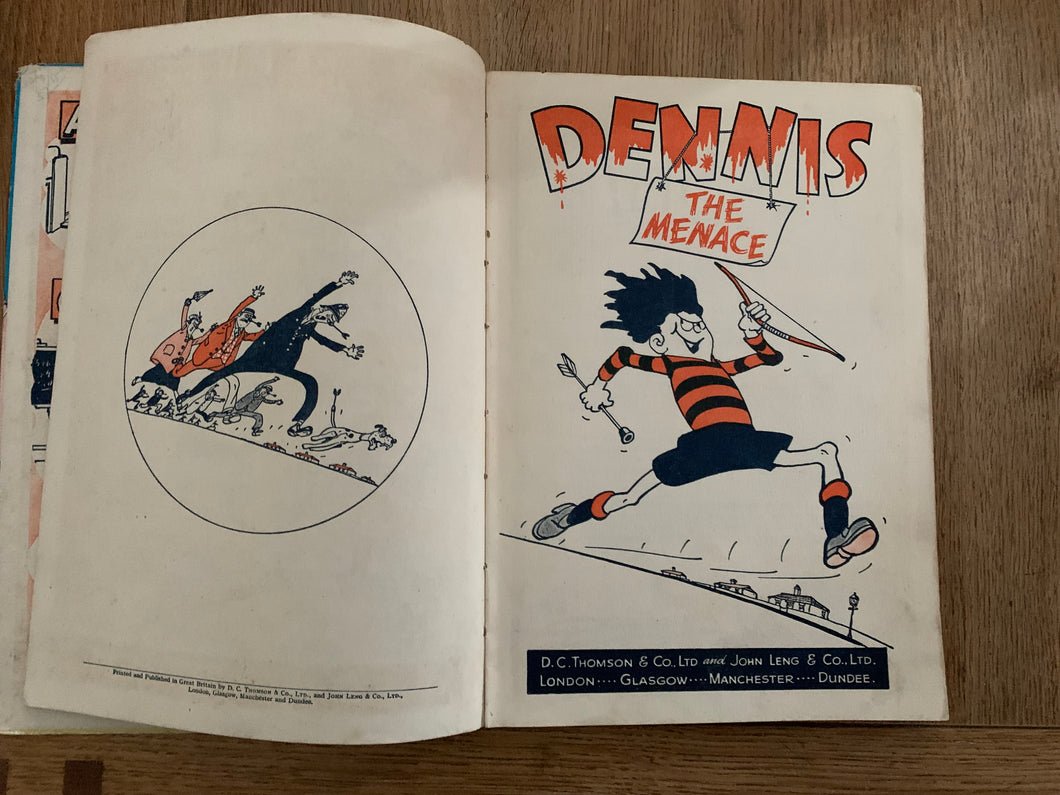 Printed and Published in Great Britain by D. C. THOMSON & CO., LTD., and JOHN LENG & CO., LTD.,
London, Glasgow, Manchester and Dundee.
DENNIS
THE
MENACE
D.C. THOMSON & CO., LTD and JOHN LENG & CO., LTD.
LONDON···· GLASGOW···· MANCHESTER···· DUNDEE.